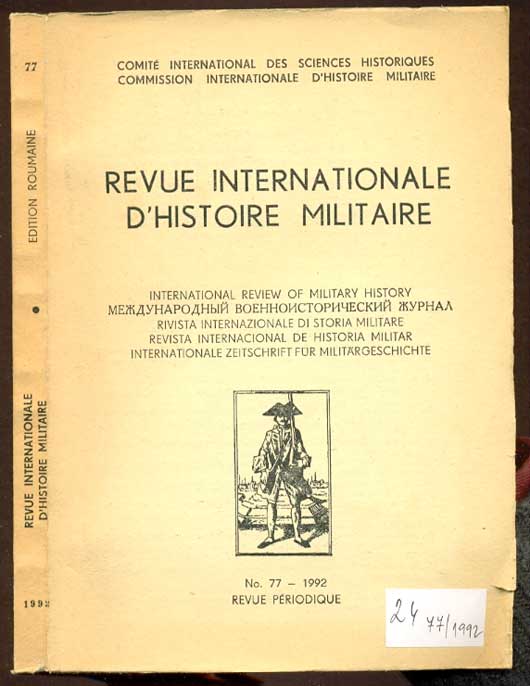 77
EDITION ROUMAINE
REVUE INTERNATIONALE
D'HISTOIRE MILITAIRE
1992
COMITÉ INTERNATIONAL DES SCIENCES HISTORIQUES
COMMISSION INTERNATIONALE D'HISTOIRE MILITAIRE
REVUE INTERNATIONALE
D'HISTOIRE MILITAIRE
INTERNATIONAL REVIEW OF MILITARY HISTORY
МЕЖДУНАРОДНЫЙ ВОЕННОИСТОРИЧЕСКИЙ ЖУРНАЛ
RIVISTA INTERNAZIONALE DI STORIA MILITARE
REVISTA INTERNACIONAL DE HISTORIA MILITAR
INTERNATIONALE ZEITSCHRIFT FÜR MILITÄRGESCHICHTE
No. 77 – 1992
REVUE PÉRIODIQUE
24 77/1992